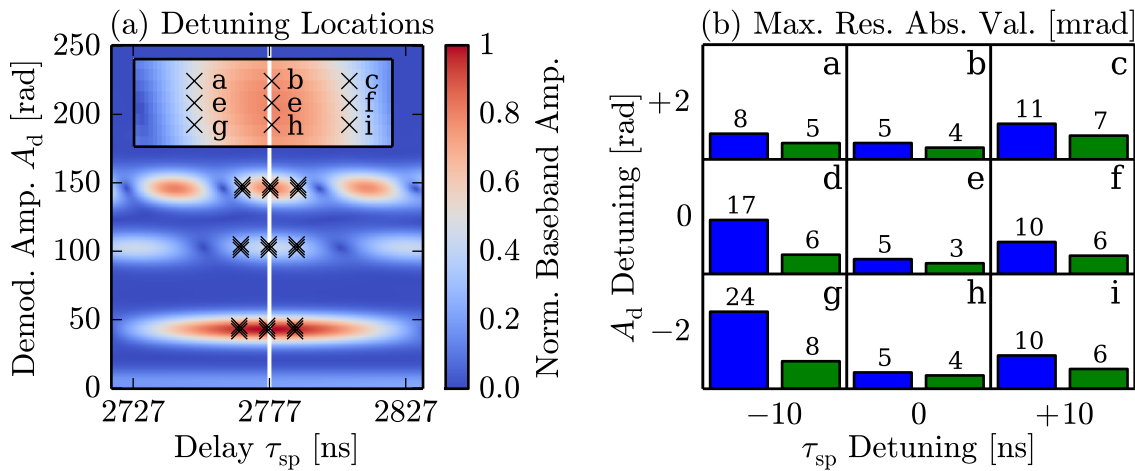 (a) Detuning Locations
Demod. Amp. A_d [rad]
250
200
150
100
50
0
a b c
e e f
g h i
2727 2777 2827
Delay τ_sp [ns]
1
0.8
0.6
0.4
0.2
0.0
Norm. Baseband Amp.
(b) Max. Res. Abs. Val. [mrad]
A_d Detuning [rad]
+2
0
−2
a b c
8 5 5 4 11 7
d e f
17 6 5 3 10 6
g h i
24 8 5 4 10 6
−10 0 +10
τ_sp Detuning [ns]